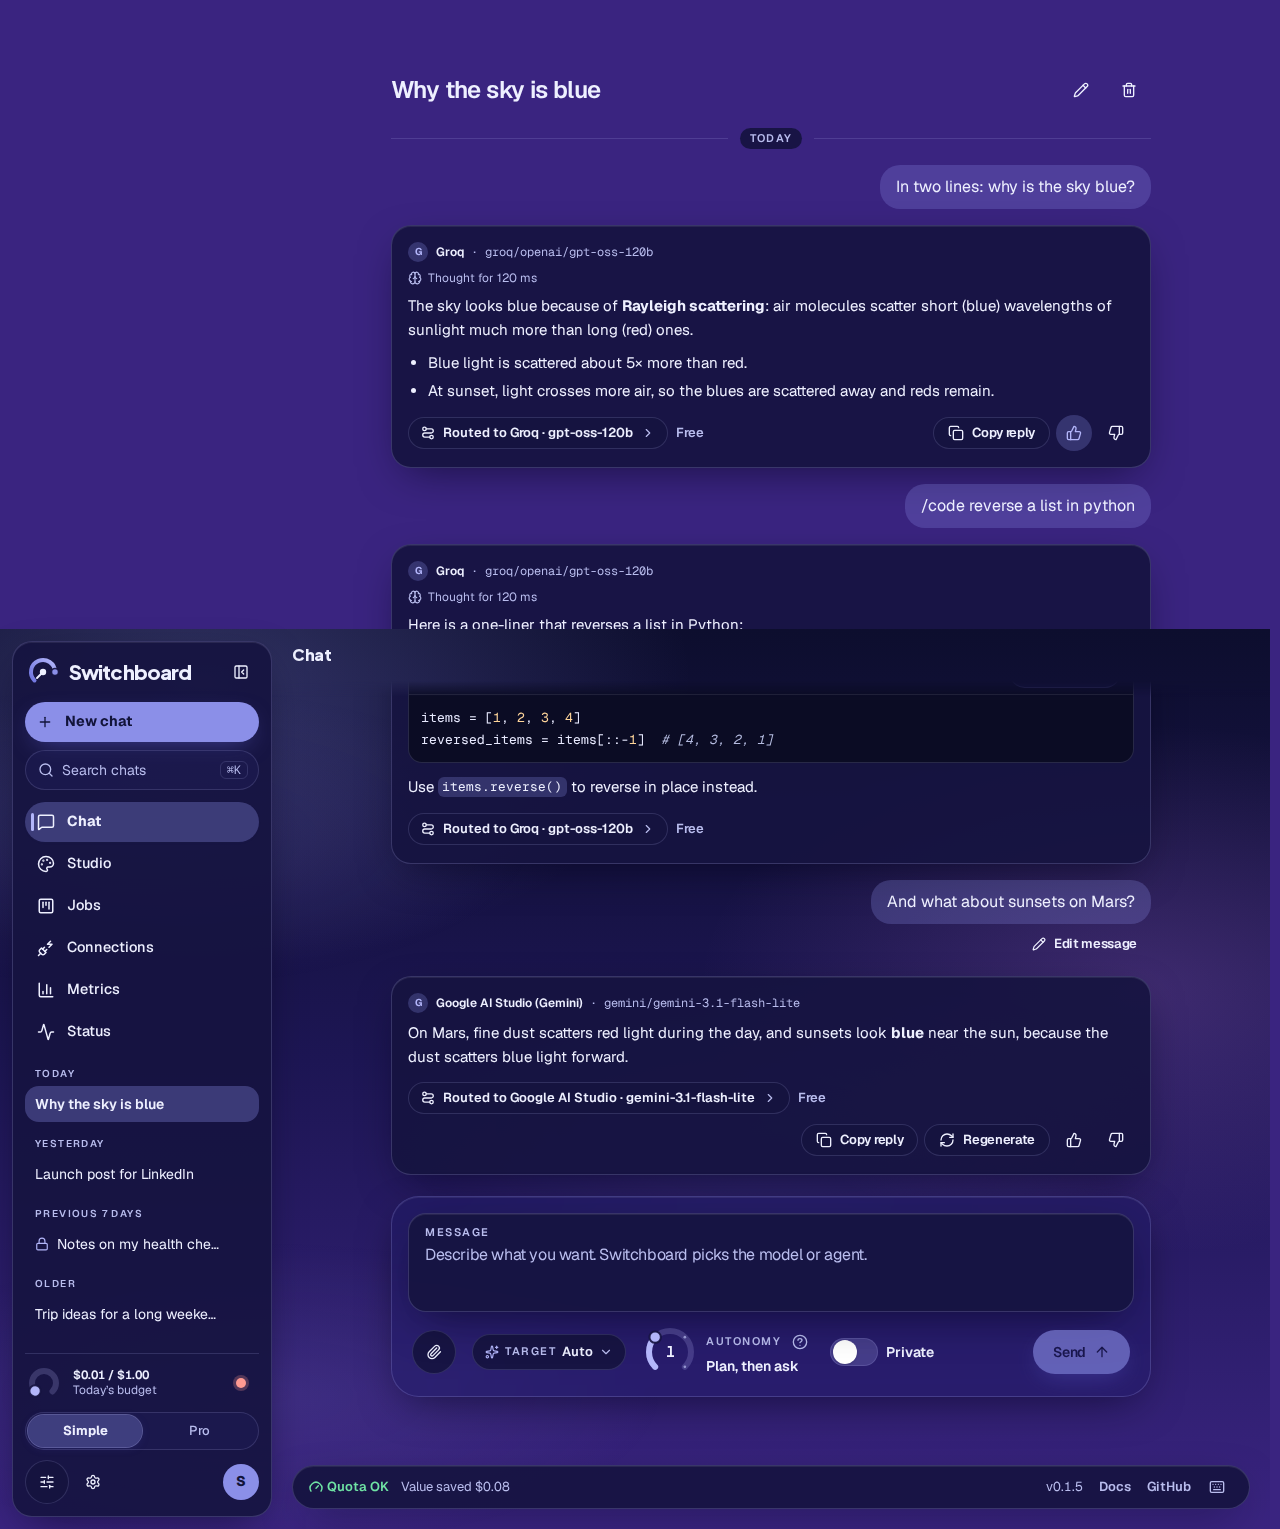 Why the sky is blue
TODAY
In two lines: why is the sky blue?
G Groq · groq/openai/gpt-oss-120b
Thought for 120 ms
The sky looks blue because of Rayleigh scattering: air molecules scatter short (blue) wavelengths of
sunlight much more than long (red) ones.
• Blue light is scattered about 5× more than red.
• At sunset, light crosses more air, so the blues are scattered away and reds remain.
Routed to Groq · gpt-oss-120b Free Copy reply
/code reverse a list in python
G Groq · groq/openai/gpt-oss-120b
Thought for 120 ms
Here is a one-liner that reverses a list in Python:
Switchboard
New chat
Search chats ⌘K
Chat
Studio
Jobs
Connections
Metrics
Status
TODAY
Why the sky is blue
YESTERDAY
Launch post for LinkedIn
PREVIOUS 7 DAYS
Notes on my health che…
OLDER
Trip ideas for a long weeke…
$0.01 / $1.00
Today's budget
Simple Pro
S
Chat
items = [1, 2, 3, 4]
reversed_items = items[::-1]  # [4, 3, 2, 1]
Use items.reverse() to reverse in place instead.
Routed to Groq · gpt-oss-120b Free
And what about sunsets on Mars?
Edit message
G Google AI Studio (Gemini) · gemini/gemini-3.1-flash-lite
On Mars, fine dust scatters red light during the day, and sunsets look blue near the sun, because the
dust scatters blue light forward.
Routed to Google AI Studio · gemini-3.1-flash-lite Free
Copy reply Regenerate
MESSAGE
Describe what you want. Switchboard picks the model or agent.
TARGET Auto
1
AUTONOMY
Plan, then ask
Private
Send
Quota OK Value saved $0.08 v0.1.5 Docs GitHub